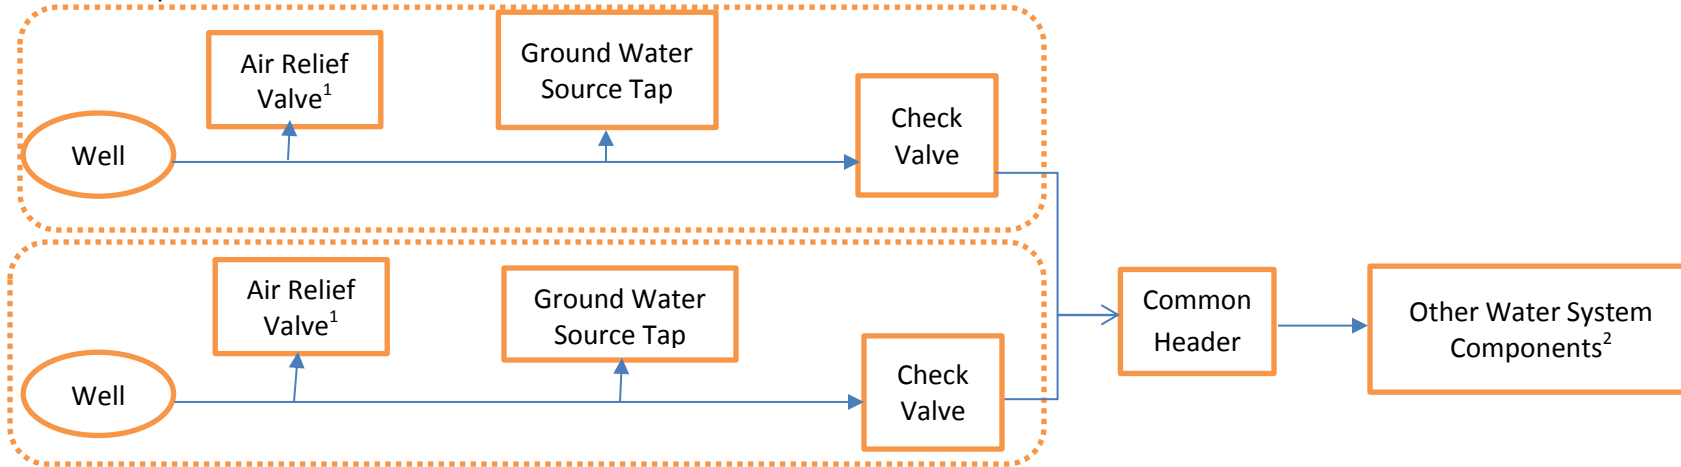 Air Relief
Valve¹
Ground Water
Source Tap
Check
Valve
Well
Air Relief
Valve¹
Ground Water
Source Tap
Check
Valve
Well
Common
Header
Other Water System
Components²